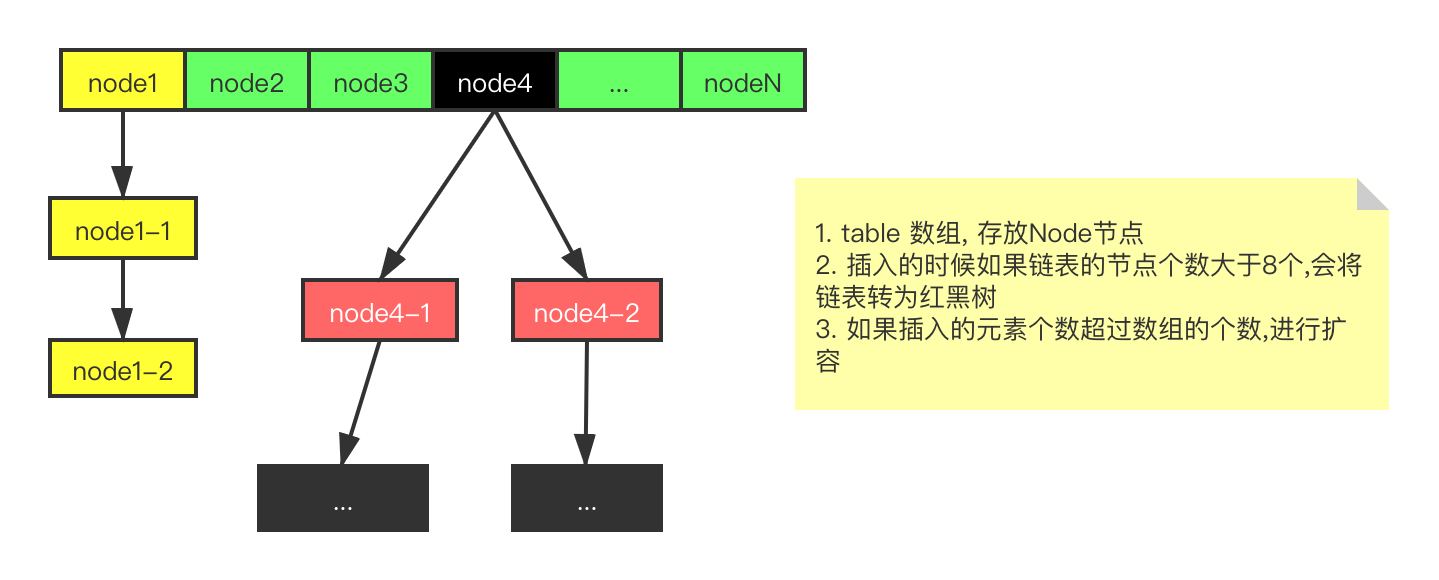 node1 node2 node3 node4 ... nodeN
node1-1
node1-2
node4-1 node4-2
... ...
1. table 数组, 存放Node节点
2. 插入的时候如果链表的节点个数大于8个,会将
链表转为红黑树
3. 如果插入的元素个数超过数组的个数,进行扩
容